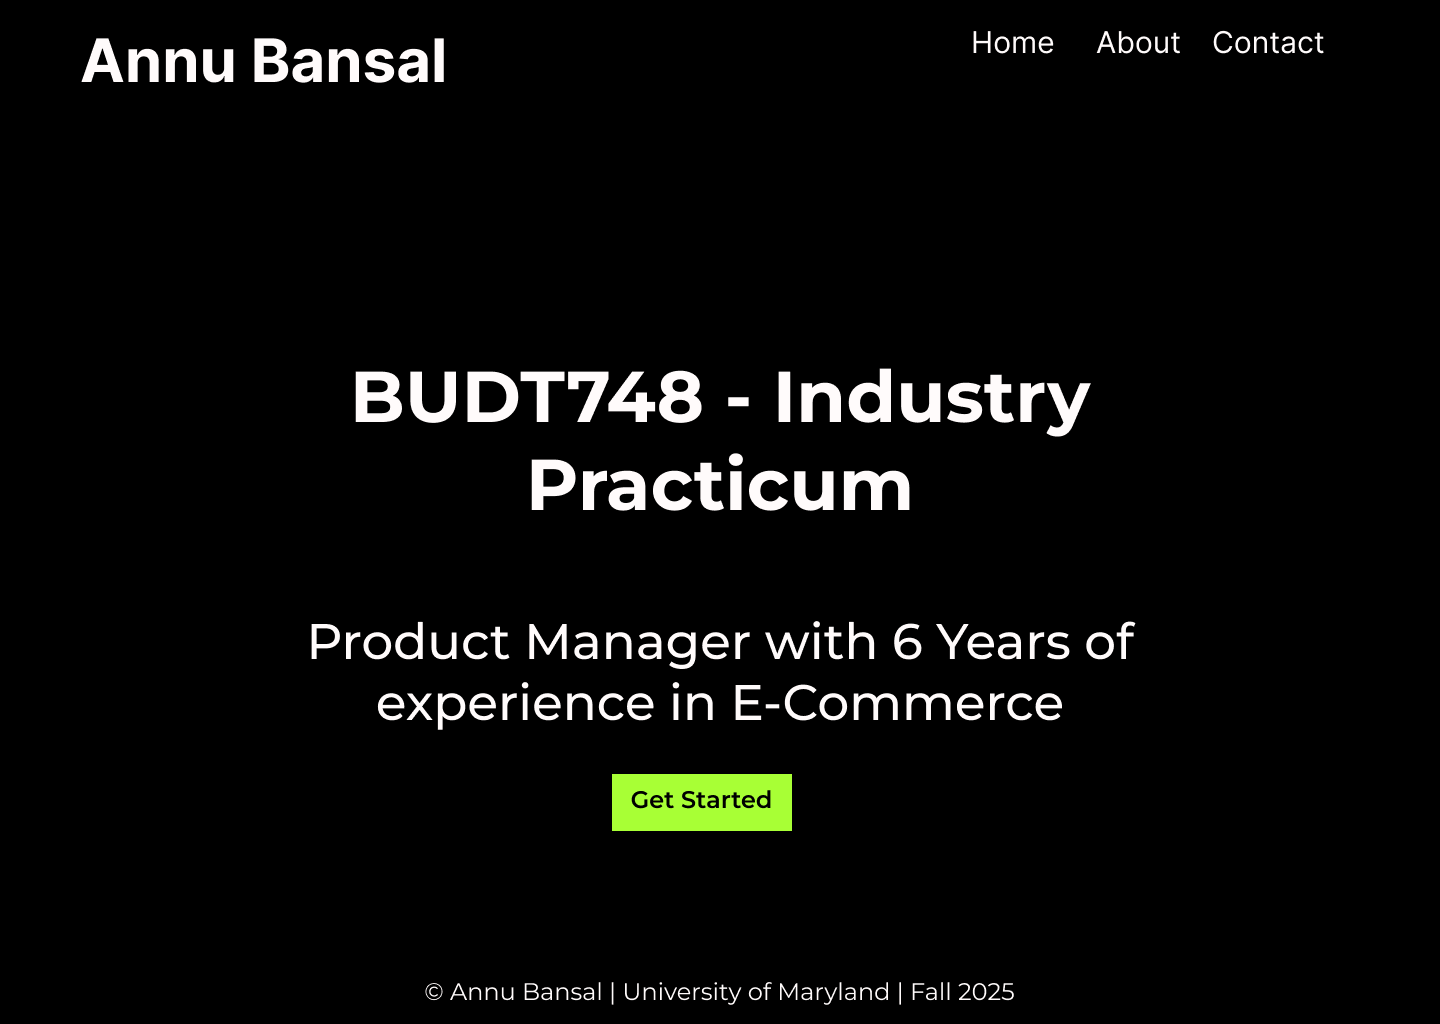 Annu Bansal
Home About Contact
BUDT748 - Industry
Practicum
Product Manager with 6 Years of
experience in E-Commerce
Get Started
© Annu Bansal | University of Maryland | Fall 2025